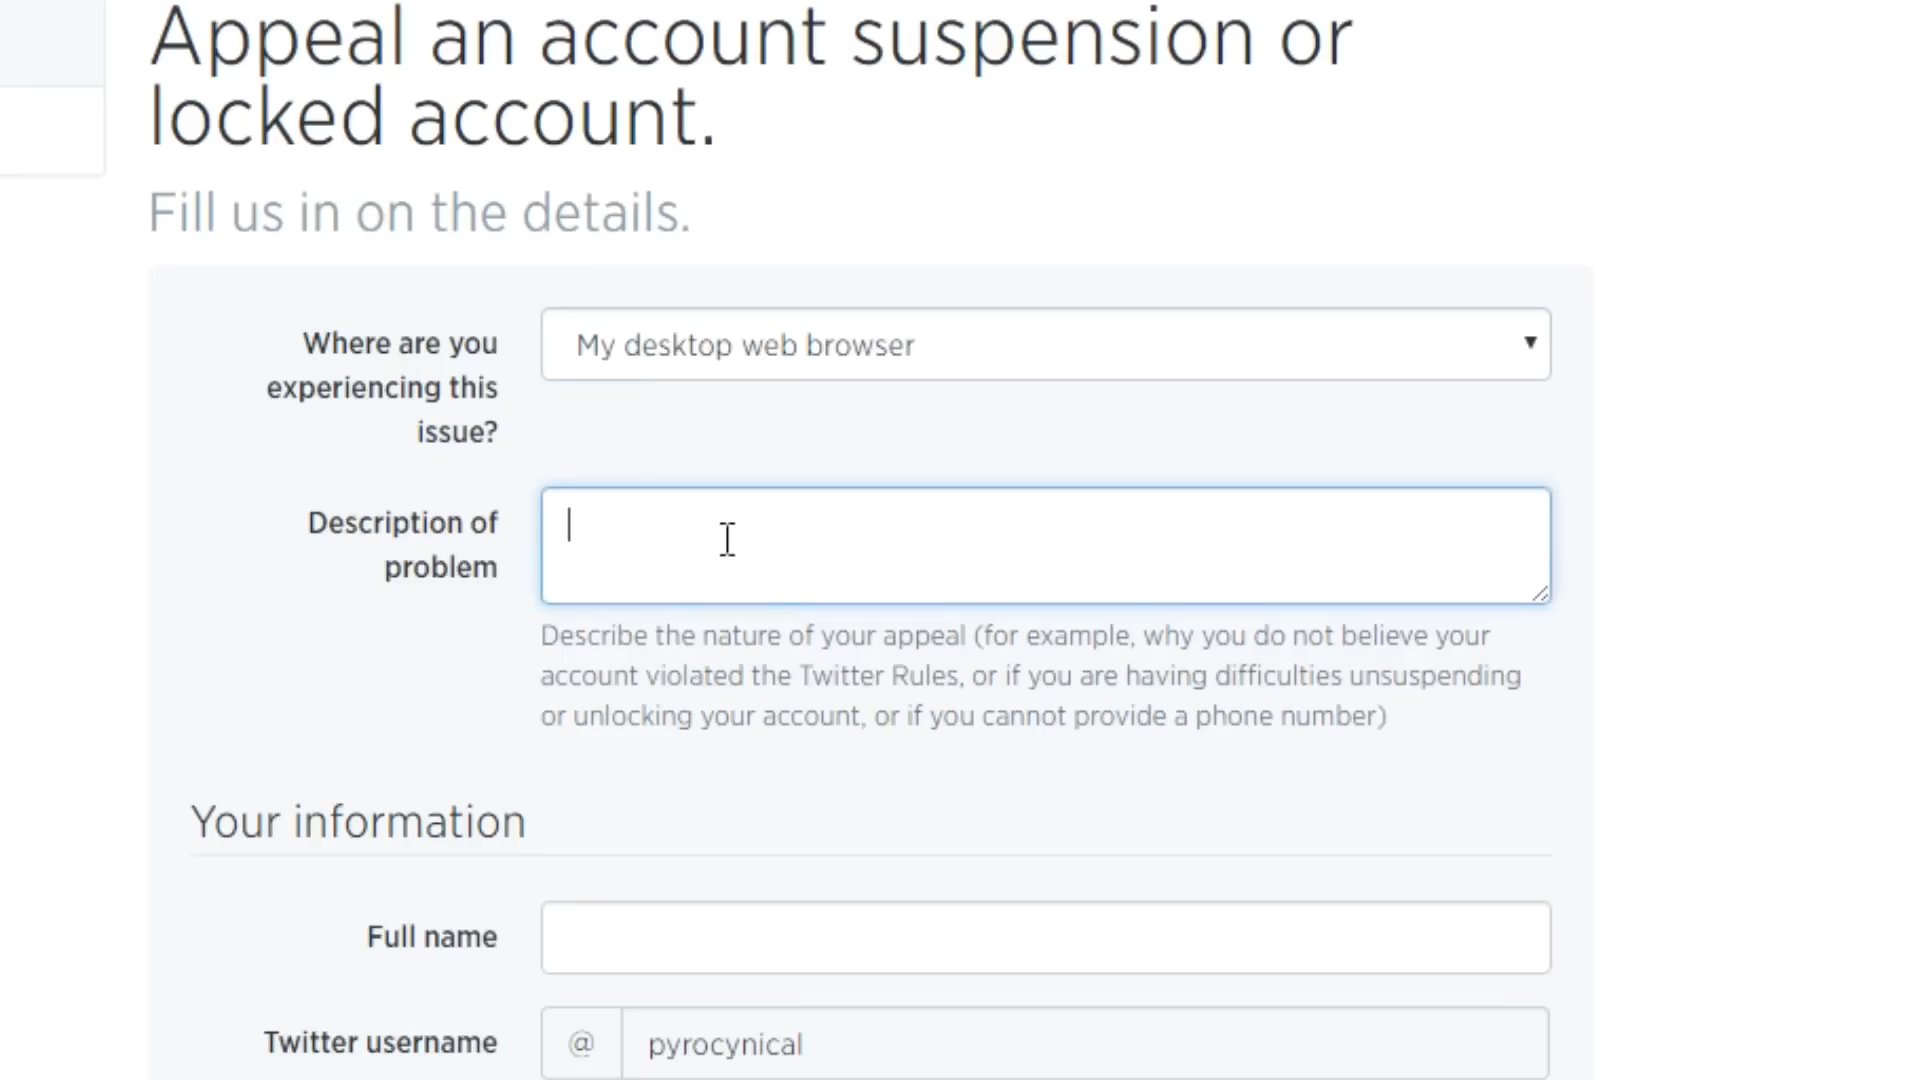 Appeal an account suspension or
locked account.
Fill us in on the details.
Where are you
experiencing this
issue?
My desktop web browser
Description of
problem
Describe the nature of your appeal (for example, why you do not believe your
account violated the Twitter Rules, or if you are having difficulties unsuspending
or unlocking your account, or if you cannot provide a phone number)
Your information
Full name
Twitter username
@ pyrocynical